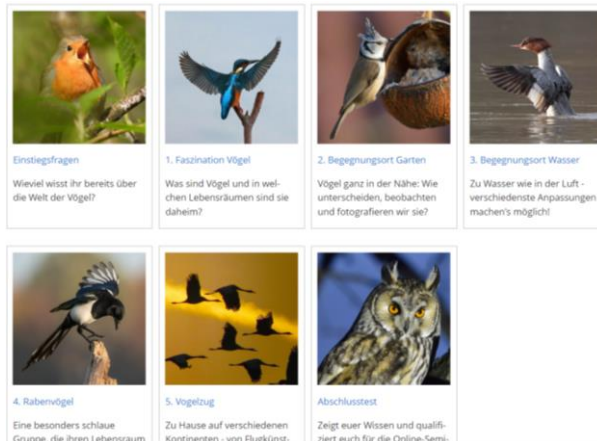 Einstiegsfragen
Wieviel wisst ihr bereits über
die Welt der Vögel?
1. Faszination Vögel
Was sind Vögel und in wel-
chen Lebensräumen sind sie
daheim?
2. Begegnungsort Garten
Vögel ganz in der Nähe: Wie
unterscheiden, beobachten
und fotografieren wir sie?
3. Begegnungsort Wasser
Zu Wasser wie in der Luft -
verschiedenste Anpassungen
machen's möglich!
4. Rabenvögel
Eine besonders schlaue
Gruppe, die ihren Lebensraum
5. Vogelzug
Zu Hause auf verschiedenen
Kontinenten - von Flugkünst-
Abschlusstest
Zeigt euer Wissen und qualifi-
ziert euch für die Online-Semi-